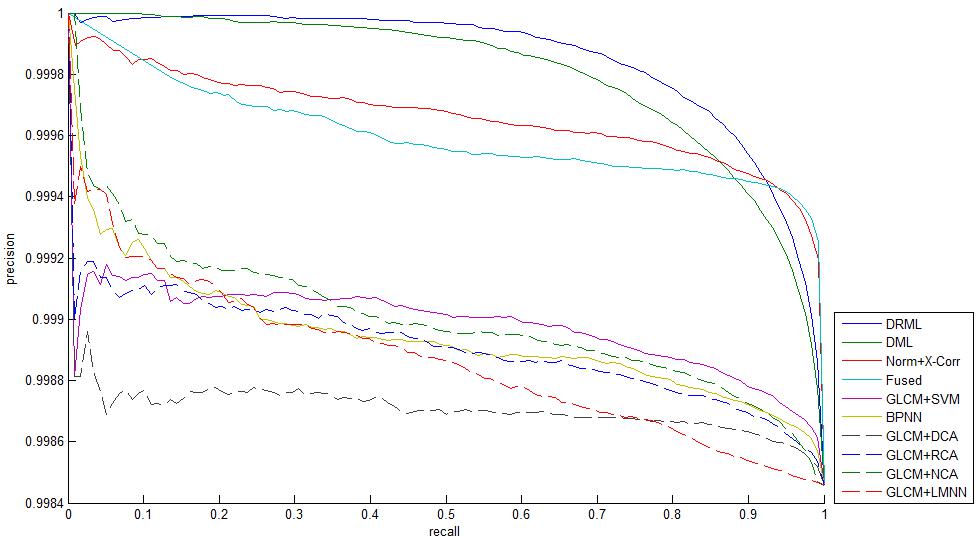 1
0.9998
0.9996
0.9994
0.9992
0.999
0.9988
0.9986
0.9984
precision
0 0.1 0.2 0.3 0.4 0.5 0.6 0.7 0.8 0.9 1
recall
DRML
DML
Norm+X-Corr
Fused
GLCM+SVM
BPNN
GLCM+DCA
GLCM+RCA
GLCM+NCA
GLCM+LMNN